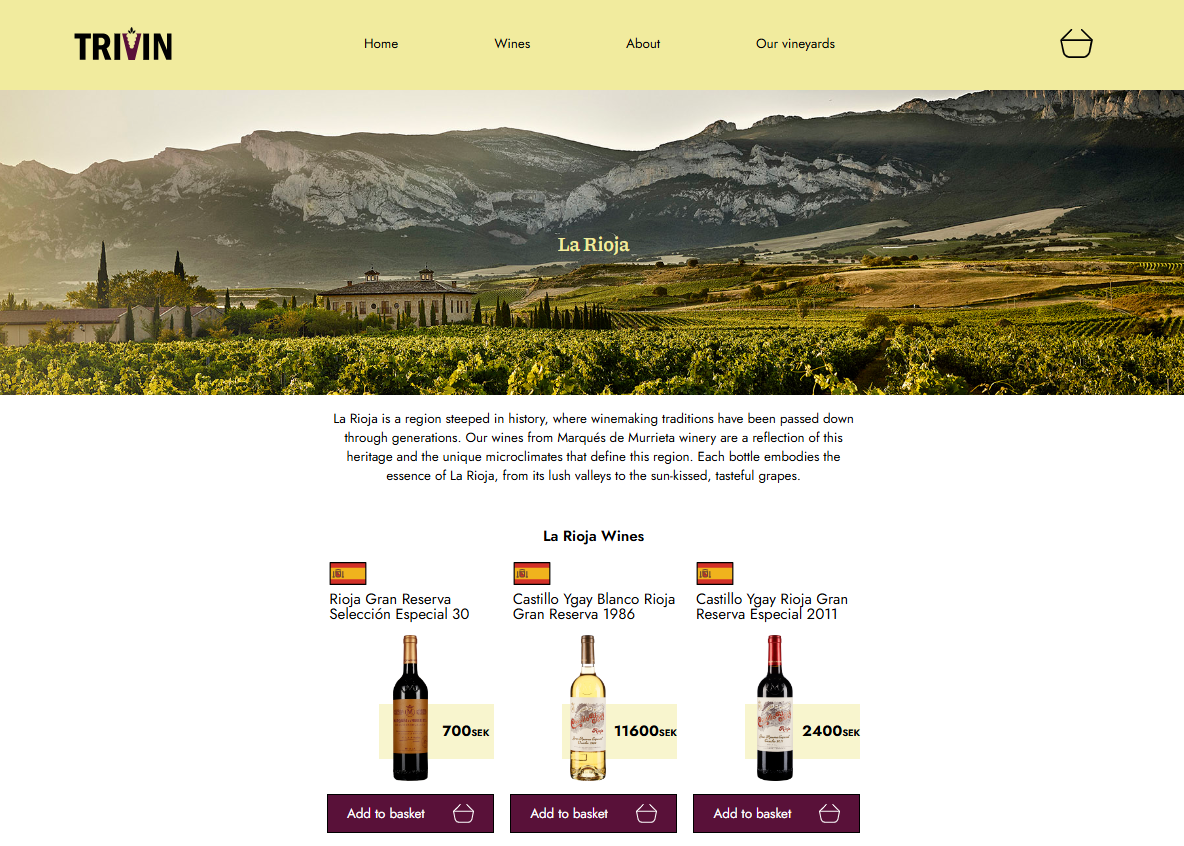 TRIVIN
Home
Wines
About
Our vineyards
La Rioja
La Rioja is a region steeped in history, where winemaking traditions have been passed down
through generations. Our wines from Marqués de Murrieta winery are a reflection of this
heritage and the unique microclimates that define this region. Each bottle embodies the
essence of La Rioja, from its lush valleys to the sun-kissed, tasteful grapes.
La Rioja Wines
Rioja Gran Reserva
Selección Especial 30
700SEK
Add to basket
Castillo Ygay Blanco Rioja
Gran Reserva 1986
Rioja
11600SEK
Add to basket
Castillo Ygay Rioja Gran
Reserva Especial 2011
Rioja
2400SEK
Add to basket